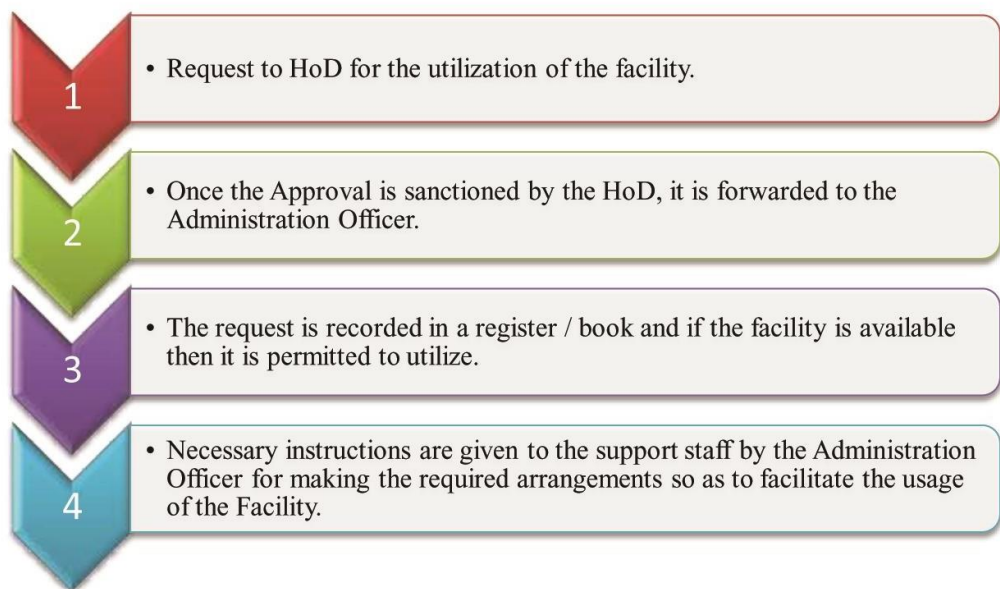 1
• Request to HoD for the utilization of the facility.
2
• Once the Approval is sanctioned by the HoD, it is forwarded to the
Administration Officer.
3
• The request is recorded in a register / book and if the facility is available
then it is permitted to utilize.
4
• Necessary instructions are given to the support staff by the Administration
Officer for making the required arrangements so as to facilitate the usage
of the Facility.